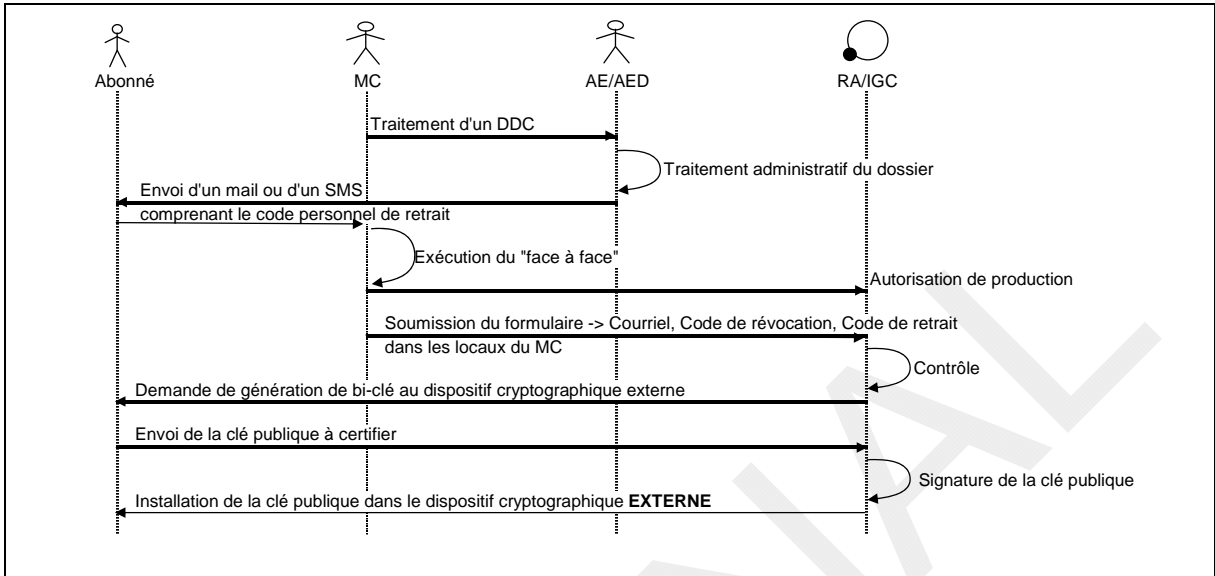 Abonné MC AE/AED RA/IGC
Traitement d'un DDC
Traitement administratif du dossier
Envoi d'un mail ou d'un SMS
comprenant le code personnel de retrait
Exécution du "face à face"
Autorisation de production
Soumission du formulaire -> Courriel, Code de révocation, Code de retrait
dans les locaux du MC
Contrôle
Demande de génération de bi-clé au dispositif cryptographique externe
Envoi de la clé publique à certifier
Signature de la clé publique
Installation de la clé publique dans le dispositif cryptographique EXTERNE
NAL